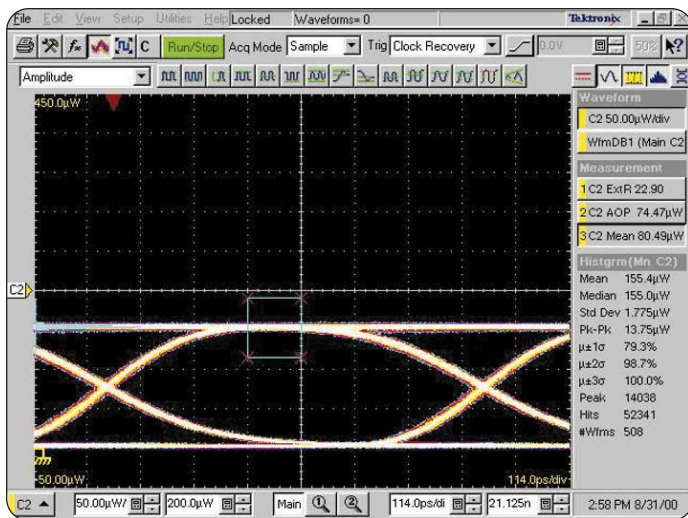 File Edit View Setup Utilities Help Locked Waveforms= 0 Tektronix
C Run/Stop Acq Mode Sample Trig Clock Recovery 0.0V 50%
Amplitude
450.0µW
Waveform
C2 50.00µW/div
WfmDB1 (Main C2
Measurement
1 C2 ExtR 22.90
2 C2 AOP 74.47µW
3 C2 Mean 80.49µW
Histgrm(Mn C2)
Mean 155.4µW
Median 155.0µW
Std Dev 1.775µW
Pk-Pk 13.75µW
µ±1σ 79.3%
µ±2σ 98.7%
µ±3σ 100.0%
Peak 14038
Hits 52341
#Wfms 508
C2
-50.00µW 114.0ps/div
C2 50.00µW/ 200.0µW Main 1 2 114.0ps/di 21.125n 2:58 PM 8/31/00